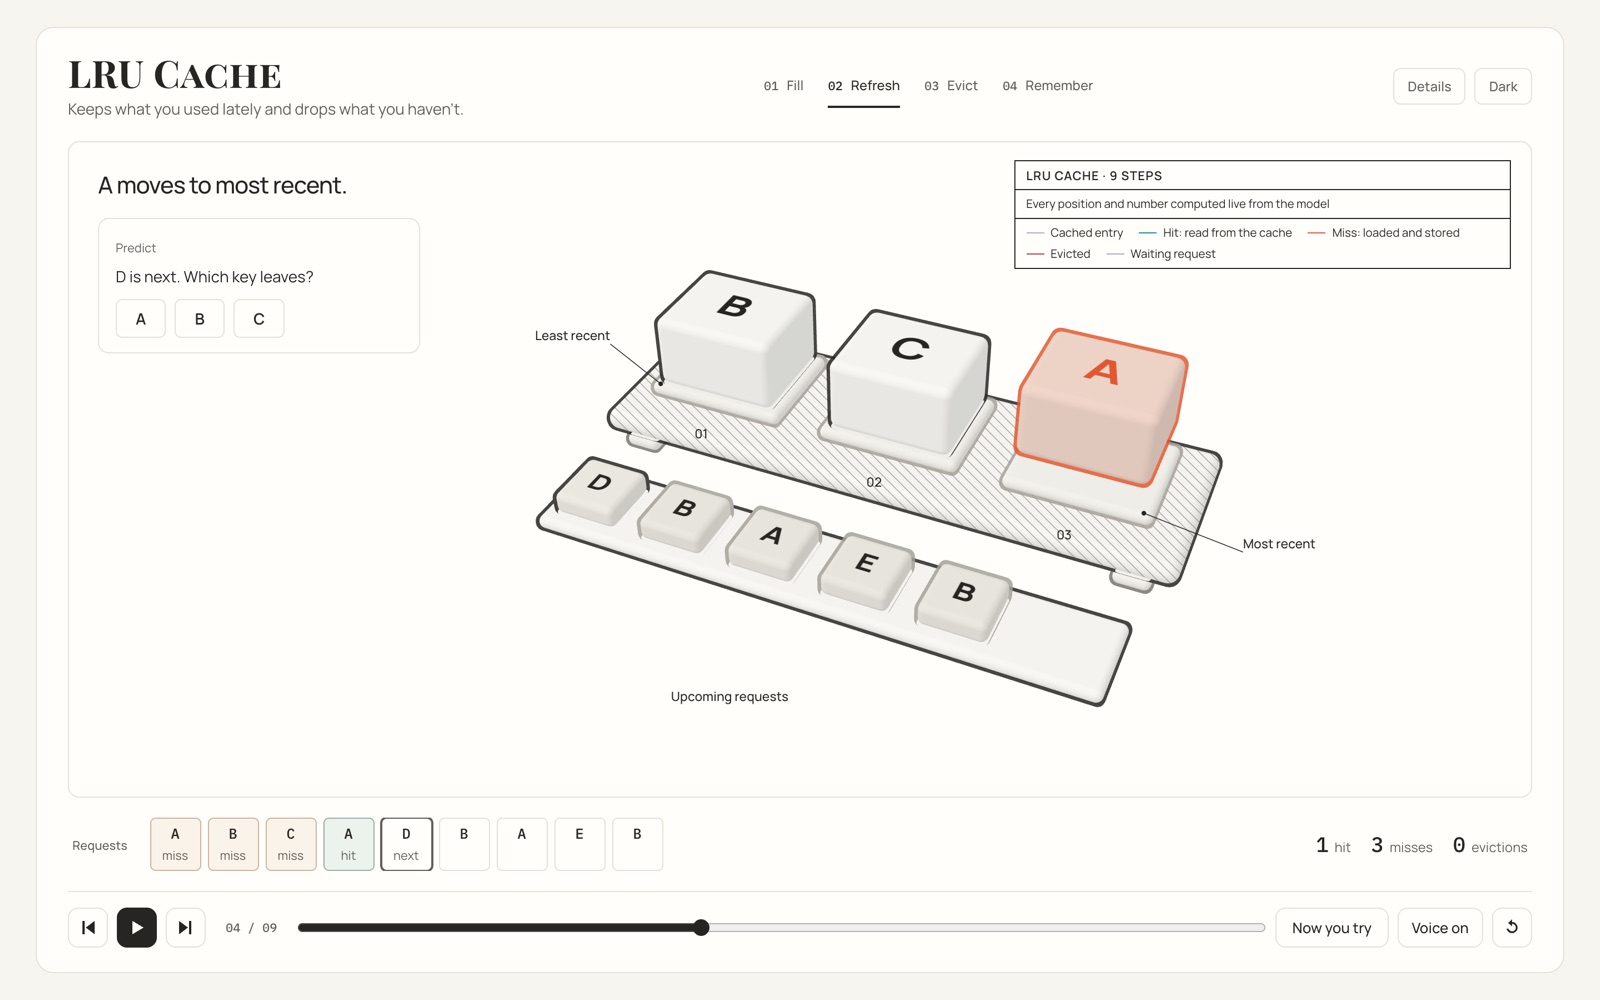 LRU CACHE
Keeps what you used lately and drops what you haven't.
01 Fill
02 Refresh
03 Evict
04 Remember
Details
Dark
A moves to most recent.
Predict
D is next. Which key leaves?
A B C
LRU CACHE · 9 STEPS
Every position and number computed live from the model
Cached entry
Hit: read from the cache
Miss: loaded and stored
Evicted
Waiting request
Least recent
B
C
A
01
02
03
Most recent
D
B
A
E
B
Upcoming requests
Requests
A miss
B miss
C miss
A hit
D next
B
A
E
B
1 hit
3 misses
0 evictions
04 / 09
Now you try
Voice on